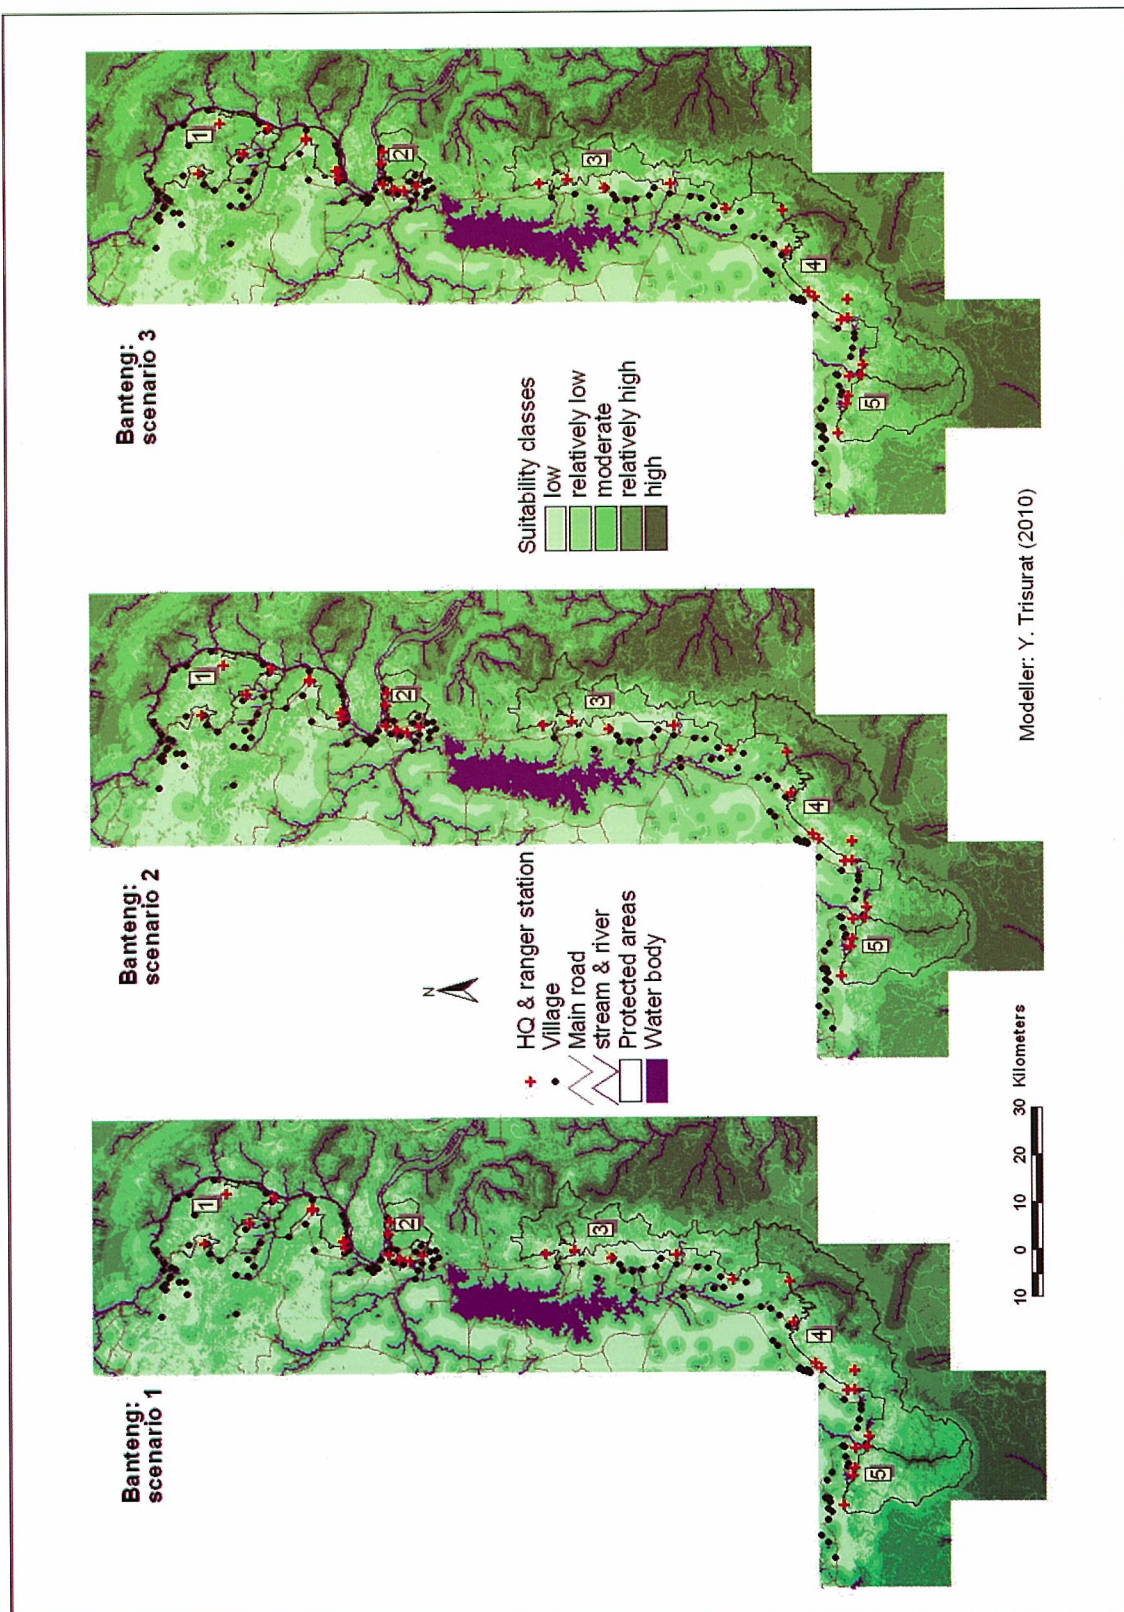 Banteng:
scenario 1
Banteng:
scenario 2
Banteng:
scenario 3
1
2
3
4
5
1
2
3
4
5
1
2
3
4
5
N
HQ & ranger station
Village
Main road
stream & river
Protected areas
Water body
Suitability classes
low
relatively low
moderate
relatively high
high
10 0 10 20 30 Kilometers
Modeller: Y. Trisurat (2010)